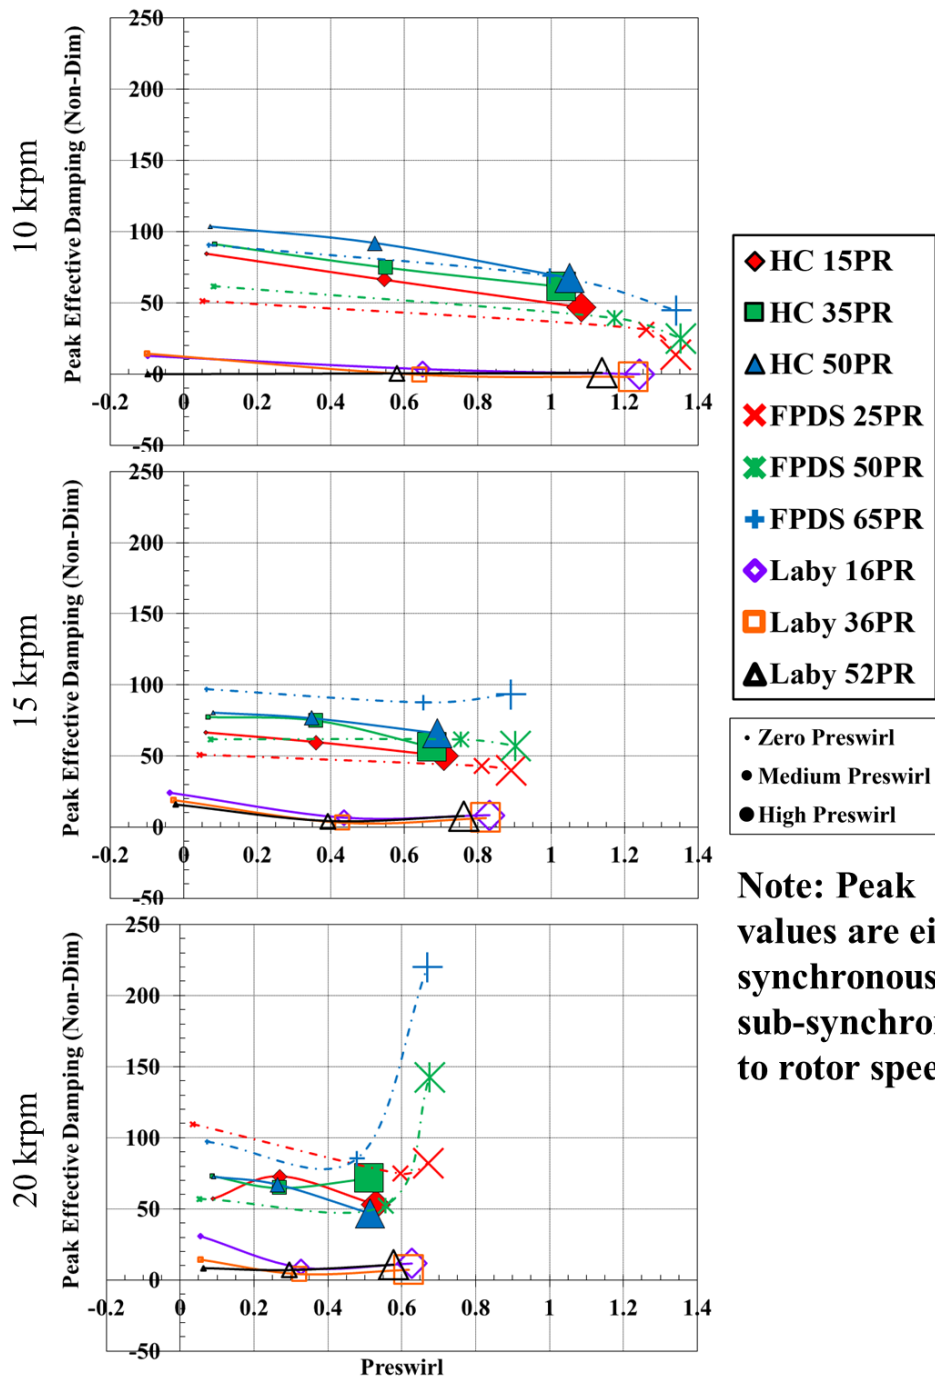 10 krpm
Peak Effective Damping (Non-Dim)
250
200
150
100
50
0
-50
-0.2 0 0.2 0.4 0.6 0.8 1 1.2 1.4
15 krpm
Peak Effective Damping (Non-Dim)
250
200
150
100
50
0
-50
-0.2 0 0.2 0.4 0.6 0.8 1 1.2 1.4
20 krpm
Peak Effective Damping (Non-Dim)
250
200
150
100
50
0
-50
-0.2 0 0.2 0.4 0.6 0.8 1 1.2 1.4
Preswirl
HC 15PR
HC 35PR
HC 50PR
FPDS 25PR
FPDS 50PR
FPDS 65PR
Laby 16PR
Laby 36PR
Laby 52PR
Zero Preswirl
Medium Preswirl
High Preswirl
Note: Peak
values are ei
synchronous
sub-synchro
to rotor spee